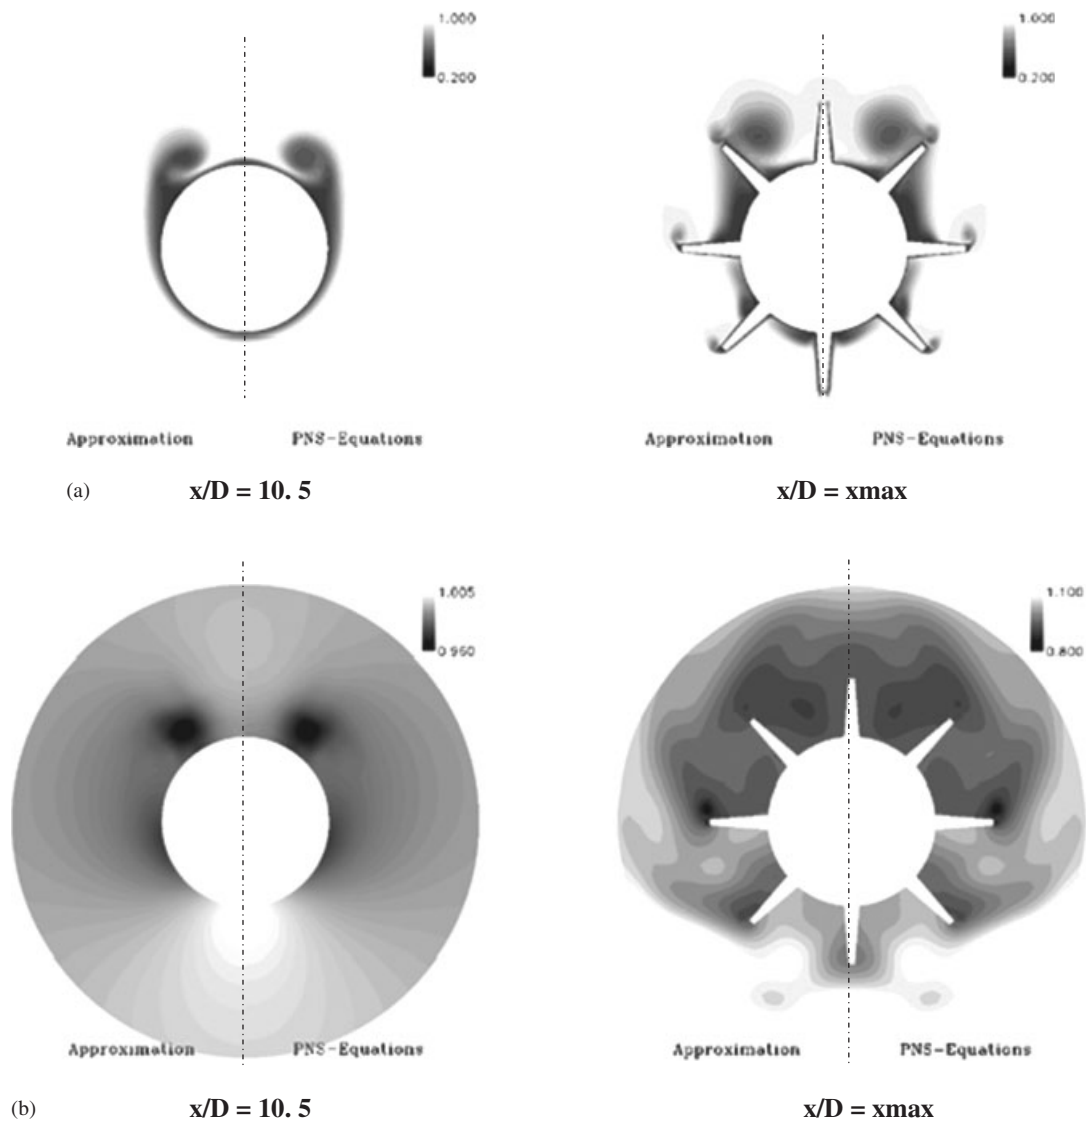 1.000
0.200
1.000
0.200
Approximation PNS-Equations
Approximation PNS-Equations
(a) x/D = 10. 5
x/D = xmax
1.005
0.960
1.100
0.800
Approximation PNS-Equations
Approximation PNS-Equations
(b) x/D = 10. 5
x/D = xmax